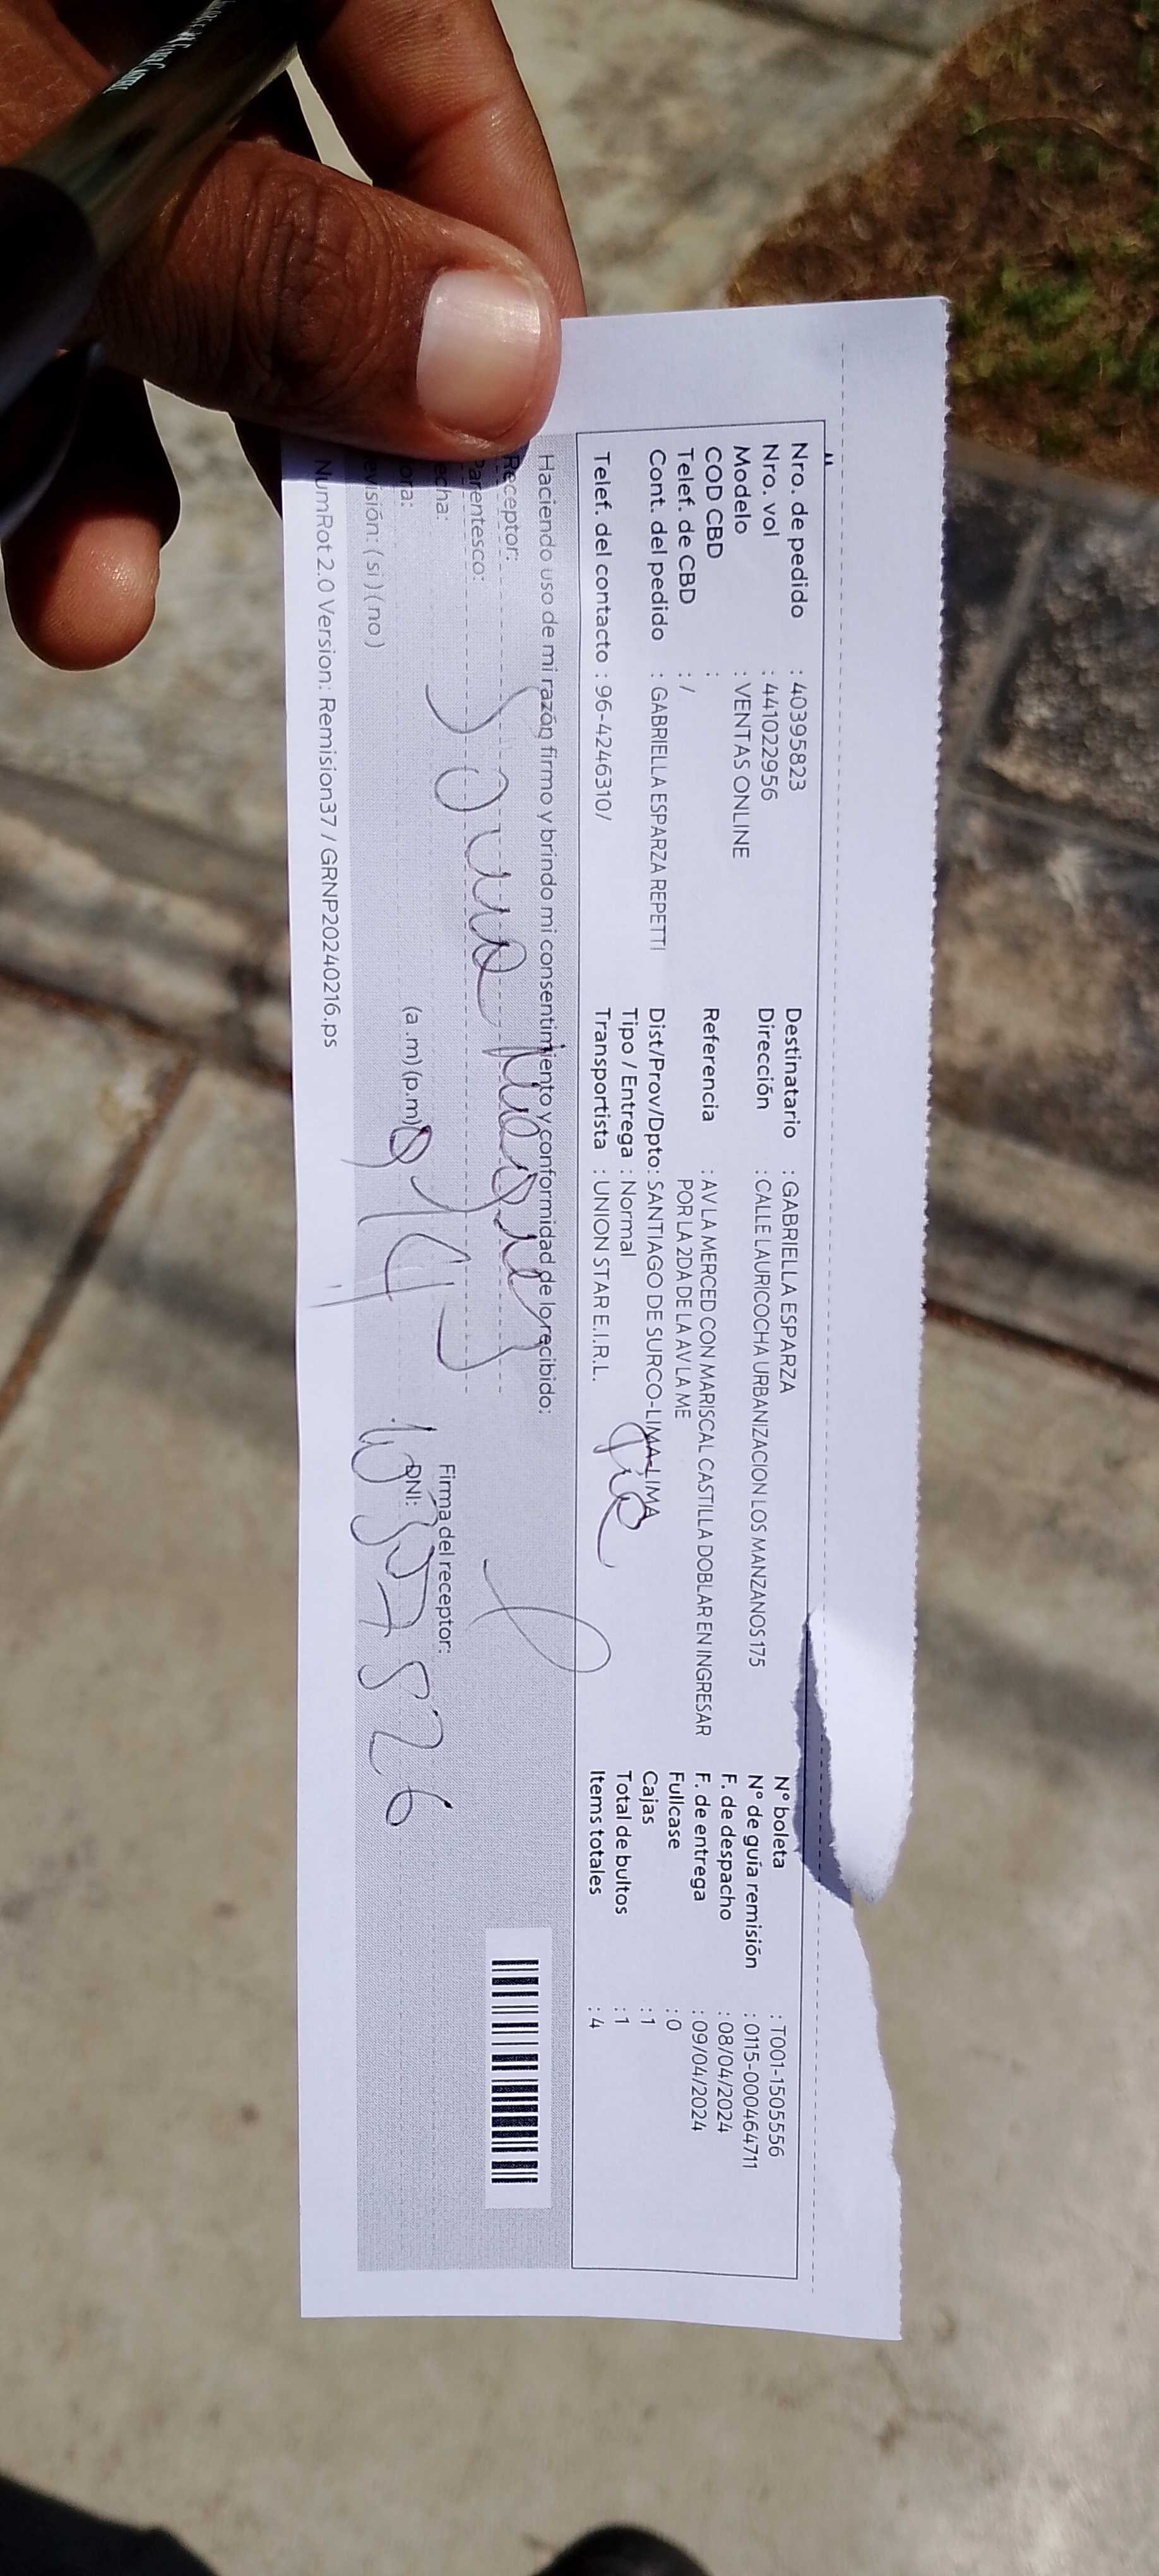 Nro. de pedido : 40395823
Nro. vol : 441022956
Modelo : VENTAS ONLINE
COD CBD :
Telef. de CBD : /
Cont. del pedido : GABRIELLA ESPARZA REPETTI
Telef. del contacto : 96-4246310/
Destinatario : GABRIELLA ESPARZA
Dirección : CALLE LAURICOCHA URBANIZACION LOS MANZANOS 175
Referencia : AV LA MERCED CON MARISCAL CASTILLA DOBLAR EN INGRESAR
POR LA 2DA DE LA AV LA ME
Dist/Prov/Dpto: SANTIAGO DE SURCO-LIMA-LIMA
Tipo / Entrega : Normal
Transportista : UNION STAR E.I.R.L.
N° boleta : T001-1505556
N° de guía remisión : 0115-000464711
F. de despacho : 08/04/2024
F. de entrega : 09/04/2024
Fullcase : 0
Cajas : 1
Total de bultos : 1
Items totales : 4
Haciendo uso de mi razón firmo y brindo mi consentimiento y conformidad de lo recibido:
Receptor:
Parentesco:
echa:
ora: (a.m) (p.m)
evisión: (si) (no)
Firma del receptor:
DNI:
NumRot 2.0 Version: Remision37 / GRNP20240216.ps